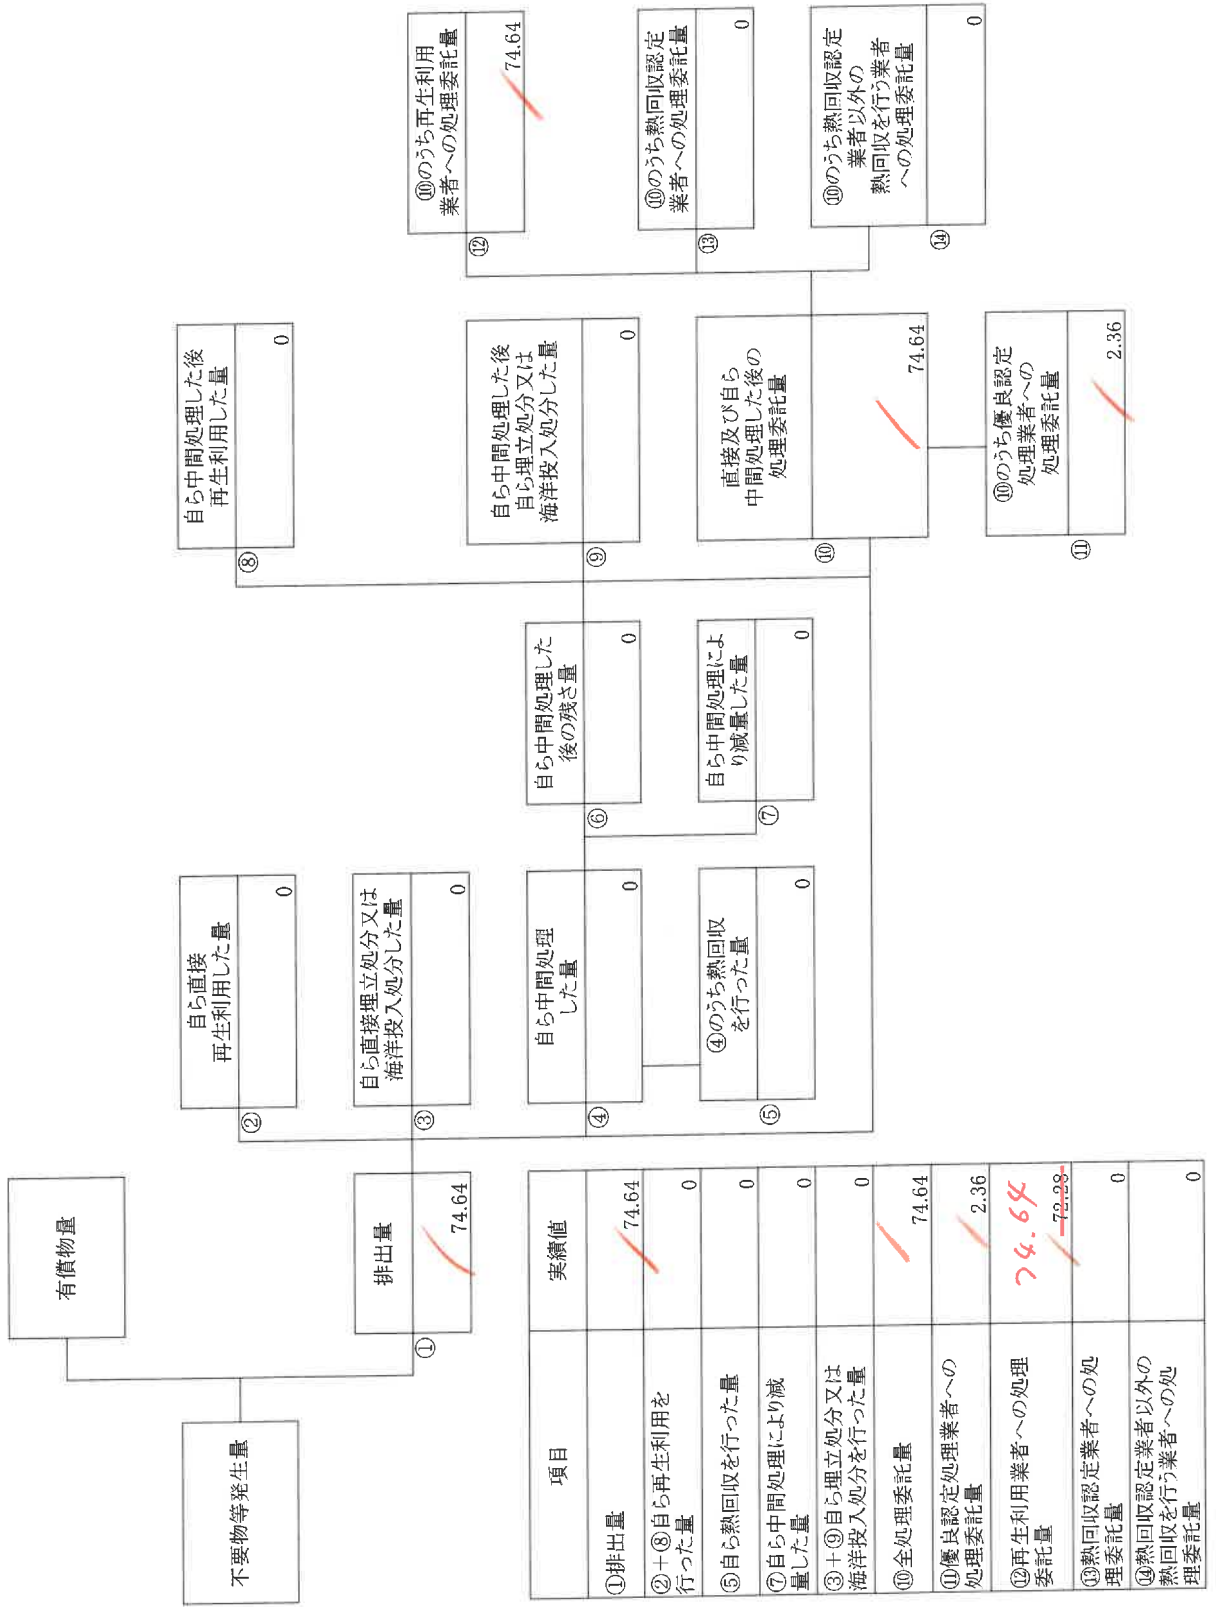 不要物等発生量
有償物量
①
排出量
74.64
②
自ら直接
再生利用した量
0
③
自ら直接埋立処分又は
海洋投入処分した量
0
④
自ら中間処理
した量
0
⑤
④のうち熱回収
を行った量
0
⑥
自ら中間処理した
後の残さ量
0
⑦
自ら中間処理によ
り減量した量
0
⑧
自ら中間処理した後
再生利用した量
0
⑨
自ら中間処理した後
自ら埋立処分又は
海洋投入処分した量
0
⑩
直接及び自ら
中間処理した後の
処理委託量
74.64
⑪
⑩のうち優良認定
処理業者への
処理委託量
2.36
⑫
⑩のうち再生利用
業者への処理委託量
74.64
⑬
⑩のうち熱回収認定
業者への処理委託量
0
⑭
⑩のうち熱回収認定
業者以外の
熱回収を行う業者
への処理委託量
0
項目 実績値
①排出量 74.64
②+⑧自ら再生利用を
行った量 0
⑤自ら熱回収を行った量 0
⑦自ら中間処理により減
量した量 0
③+⑨自ら埋立処分又は
海洋投入処分を行った量 0
⑩全処理委託量 74.64
⑪優良認定処理業者への
処理委託量 2.36
⑫再生利用業者への処理
委託量 74.64 72.28
⑬熱回収認定業者への処
理委託量 0
⑭熱回収認定業者以外の
熱回収を行う業者への処
理委託量 0